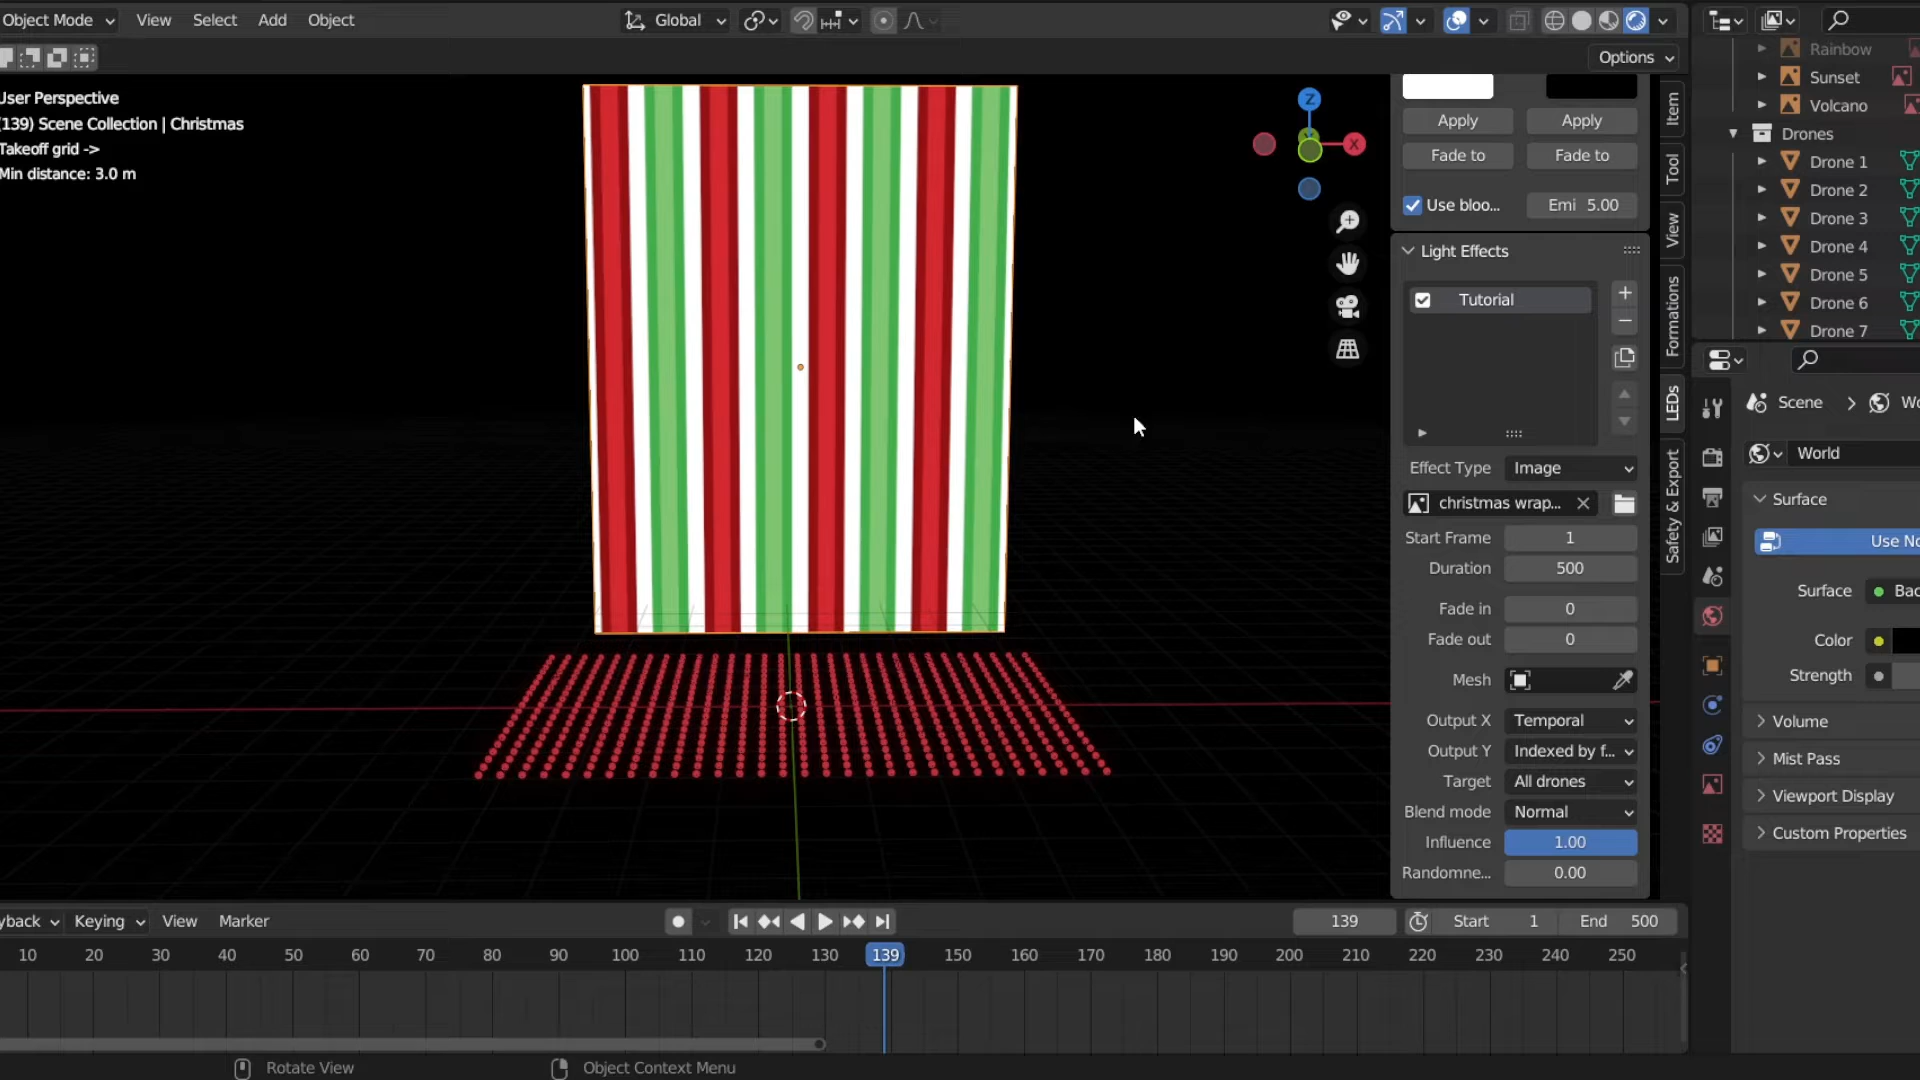 Object Mode View Select Add Object Global
Options
User Perspective
(139) Scene Collection | Christmas
Takeoff grid ->
Min distance: 3.0 m
Z
X
Apply Apply
Fade to Fade to
Use bloo... Emi 5.00
Light Effects
Tutorial
Effect Type Image
christmas wrap...
Start Frame 1
Duration 500
Fade in 0
Fade out 0
Mesh
Output X Temporal
Output Y Indexed by f...
Target All drones
Blend mode Normal
Influence 1.00
Randomne... 0.00
Item
Tool
View
Formations
LEDs
Safety & Export
Rainbow
Sunset
Volcano
Drones
Drone 1
Drone 2
Drone 3
Drone 4
Drone 5
Drone 6
Drone 7
Scene > Wo
World
Surface
Use No
Surface Bac
Color
Strength
Volume
Mist Pass
Viewport Display
Custom Properties
yback Keying View Marker 139 Start 1 End 500
10 20 30 40 50 60 70 80 90 100 110 120 130 139 150 160 170 180 190 200 210 220 230 240 250
Rotate View Object Context Menu